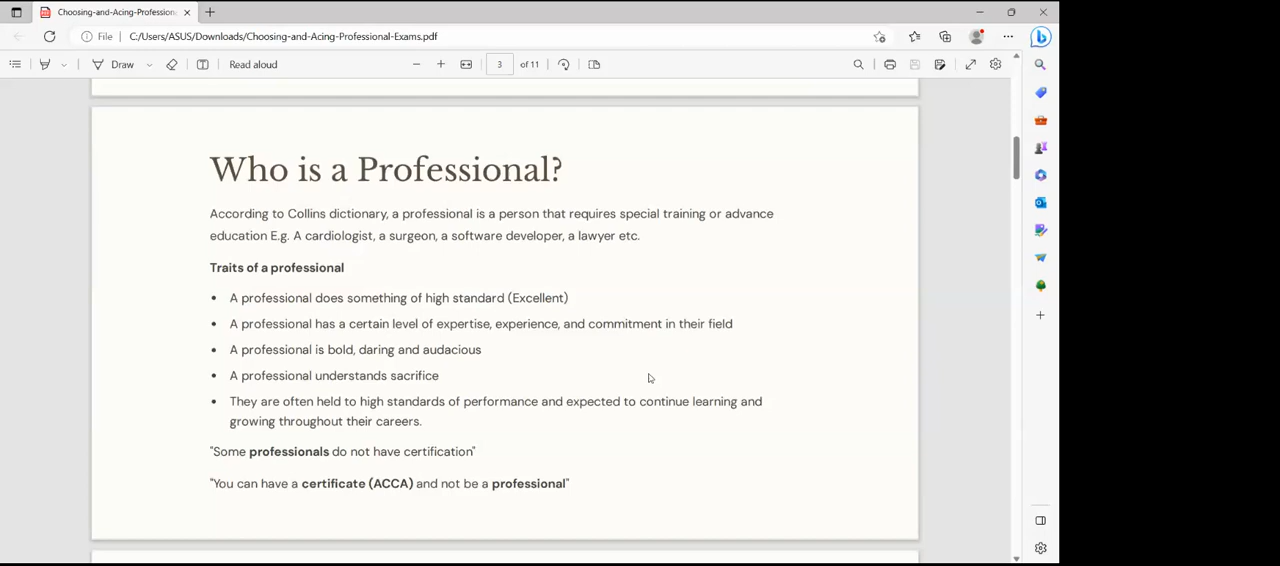 Choosing-and-Acing-Profession
File C:/Users/ASUS/Downloads/Choosing-and-Acing-Professional-Exams.pdf
Draw Read aloud 3 of 11
Who is a Professional?
According to Collins dictionary, a professional is a person that requires special training or advance
education E.g. A cardiologist, a surgeon, a software developer, a lawyer etc.
Traits of a professional
• A professional does something of high standard (Excellent)
• A professional has a certain level of expertise, experience, and commitment in their field
• A professional is bold, daring and audacious
• A professional understands sacrifice
• They are often held to high standards of performance and expected to continue learning and
growing throughout their careers.
"Some professionals do not have certification"
"You can have a certificate (ACCA) and not be a professional"